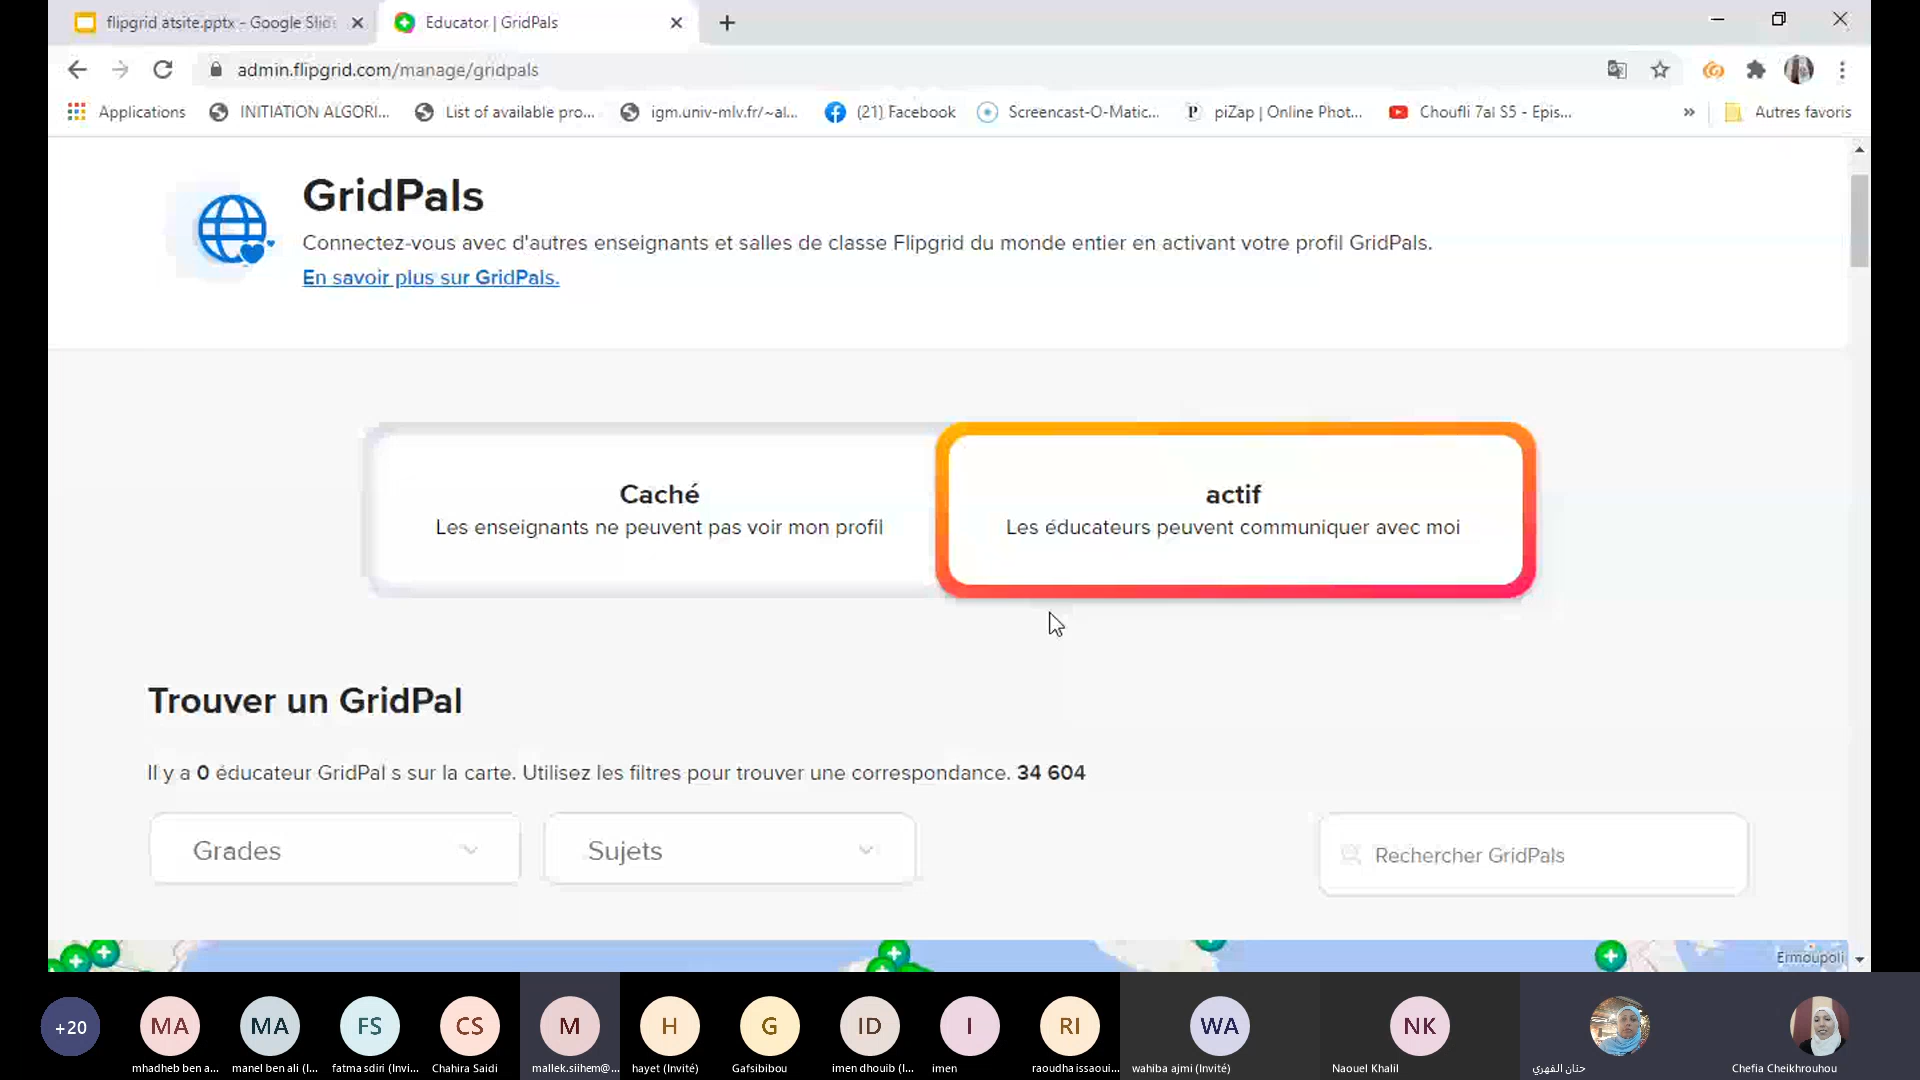 flipgrid atsite.pptx - Google Slide
Educator | GridPals
admin.flipgrid.com/manage/gridpals
Applications
INITIATION ALGORI...
List of available pro...
igm.univ-mlv.fr/~al...
(21) Facebook
Screencast-O-Matic...
piZap | Online Phot...
Choufli 7al S5 - Epis...
»
Autres favoris
GridPals
Connectez-vous avec d'autres enseignants et salles de classe Flipgrid du monde entier en activant votre profil GridPals.
En savoir plus sur GridPals.
Caché
Les enseignants ne peuvent pas voir mon profil
actif
Les éducateurs peuvent communiquer avec moi
Trouver un GridPal
Il y a 0 éducateur GridPal s sur la carte. Utilisez les filtres pour trouver une correspondance. 34 604
Grades
Sujets
Rechercher GridPals
Ermoupoli
+20
MA
MA
FS
CS
M
H
G
ID
I
RI
WA
NK
mhadheb ben a...
manel ben ali (I...
fatma sdiri (Invi...
Chahira Saidi
mallek.siihem@...
hayet (Invité)
Gafsibibou
imen dhouib (I...
imen
raoudha issaoui...
wahiba ajmi (Invité)
Naouel Khalil
حنان الفهري
Chefia Cheikhrouhou